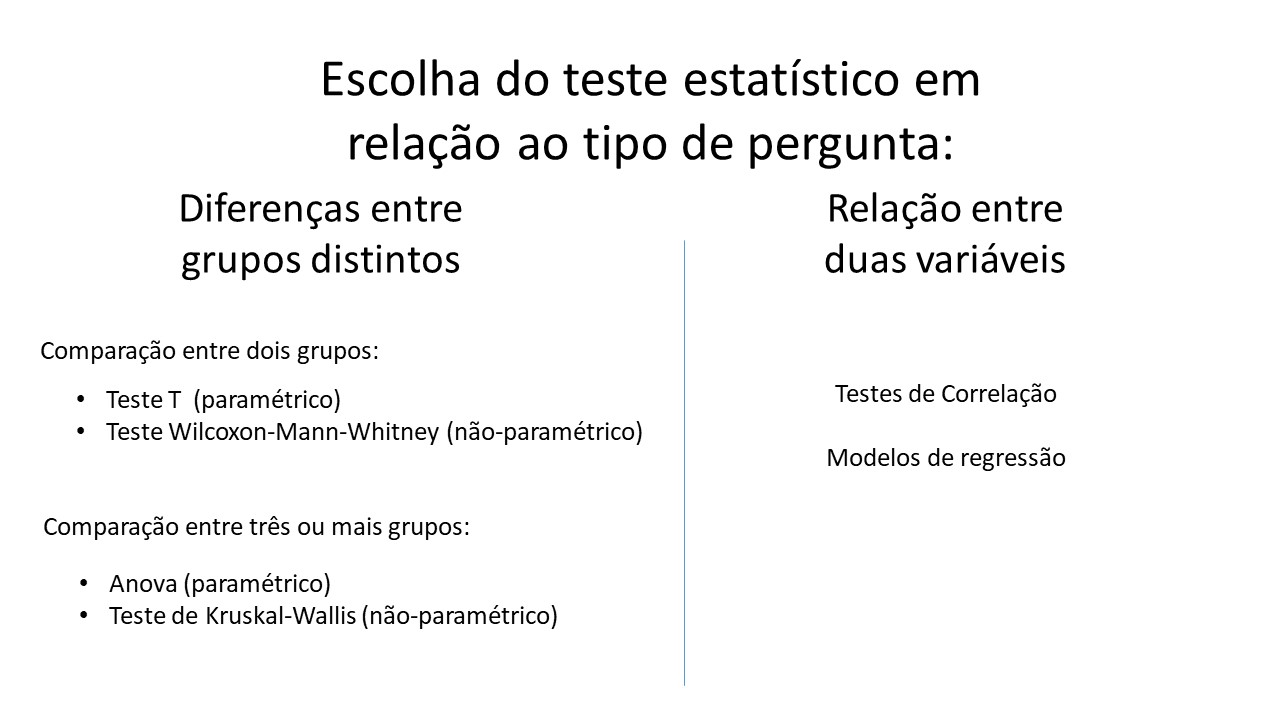 Escolha do teste estatístico em
relação ao tipo de pergunta:
Diferenças entre
grupos distintos
Comparação entre dois grupos:
• Teste T (paramétrico)
• Teste Wilcoxon-Mann-Whitney (não-paramétrico)
Comparação entre três ou mais grupos:
• Anova (paramétrico)
• Teste de Kruskal-Wallis (não-paramétrico)
Relação entre
duas variáveis
Testes de Correlação
Modelos de regressão